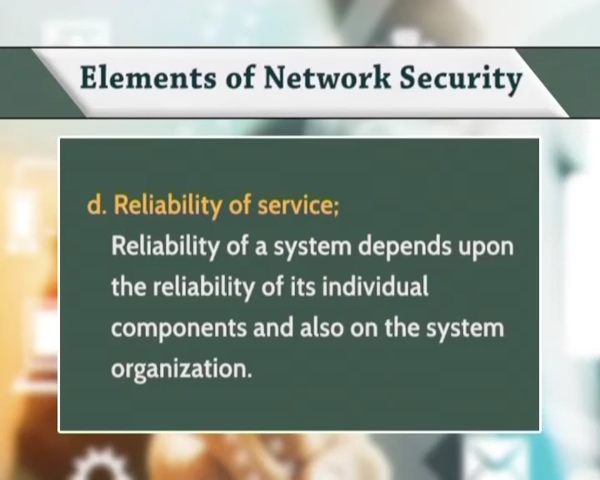 Elements of Network Security
d. Reliability of service;
Reliability of a system depends upon
the reliability of its individual
components and also on the system
organization.